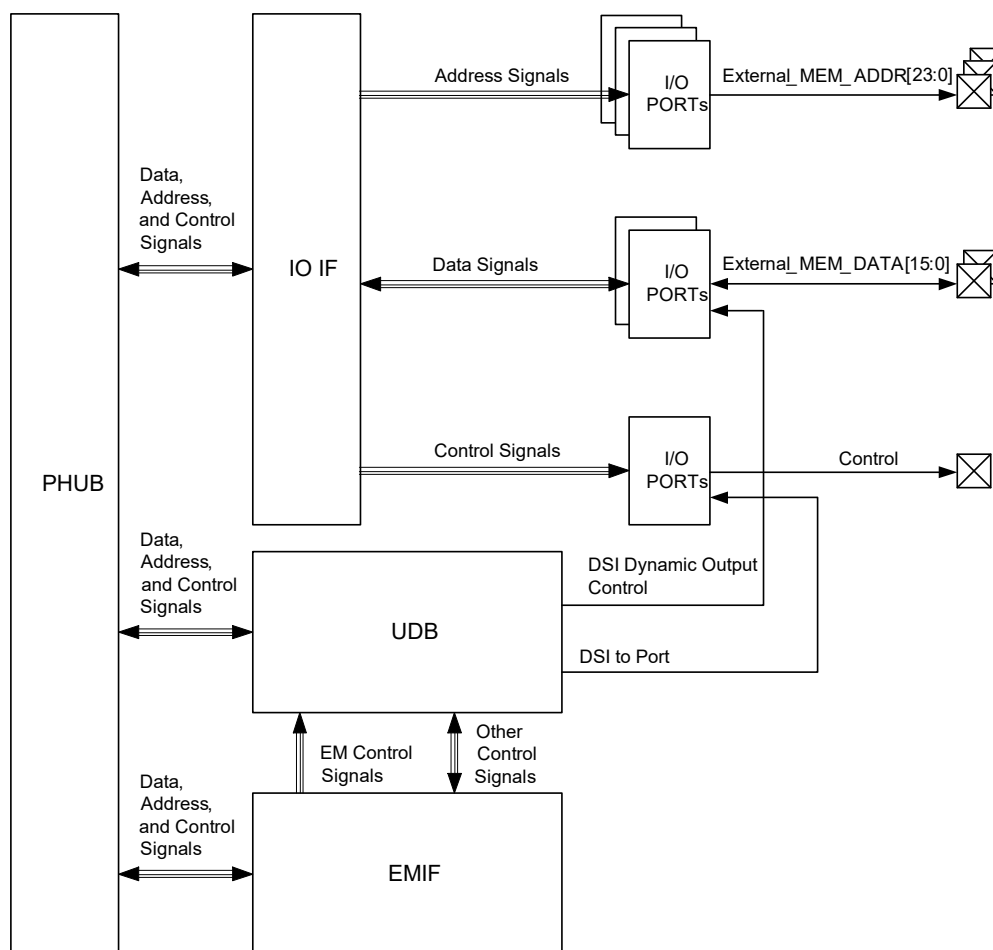 Address Signals
I/O
PORTs
External_MEM_ADDR[23:0]
Data,
Address,
and Control
Signals
IO IF
Data Signals
I/O
PORTs
External_MEM_DATA[15:0]
Control Signals
I/O
PORTs
Control
PHUB
Data,
Address,
and Control
Signals
UDB
DSI Dynamic Output
Control
DSI to Port
EM Control
Signals
Other
Control
Signals
Data,
Address,
and Control
Signals
EMIF